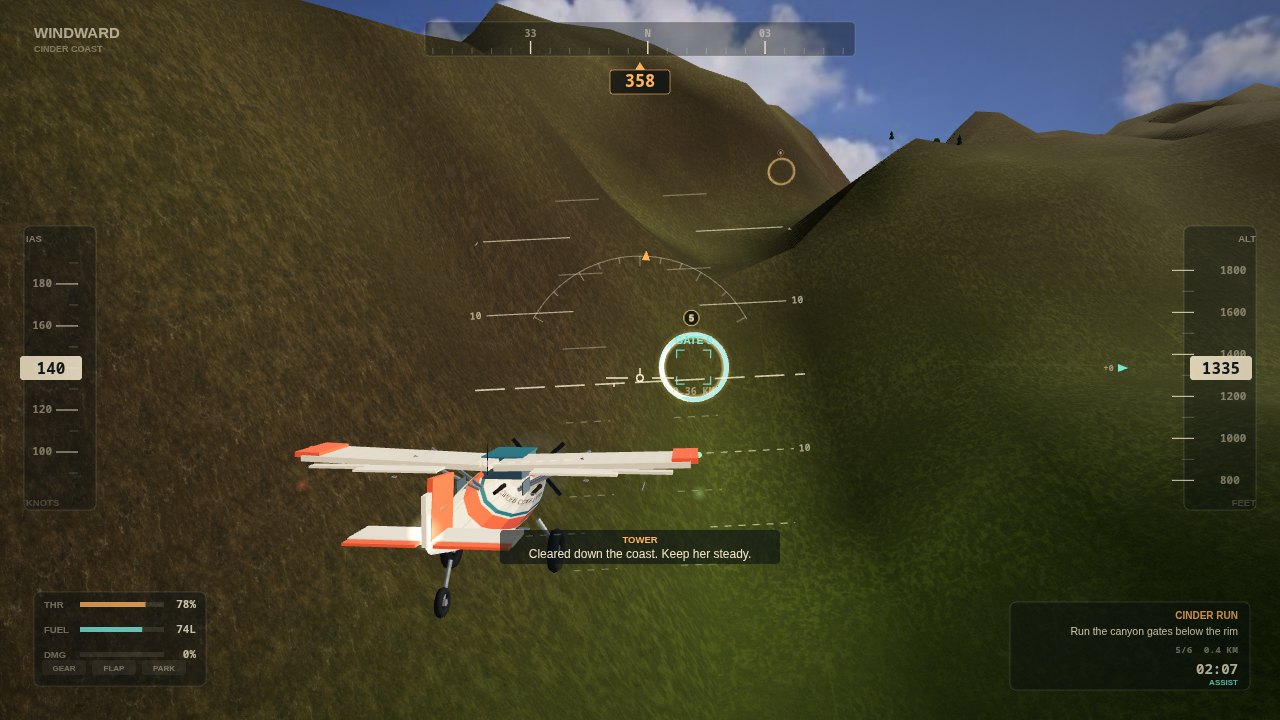 WINDWARD
CINDER COAST
33 N 03
358
IAS
180
160
140
120
100
KNOTS
10
10
10
5
GATE
.36 KM
ALT
1800
1600
1400
+0
1335
1200
1000
800
FEET
TOWER
Cleared down the coast. Keep her steady.
THR 78%
FUEL 74L
DMG 0%
GEAR FLAP PARK
CINDER RUN
Run the canyon gates below the rim
5/6 0.4 KM
02:07
ASSIST